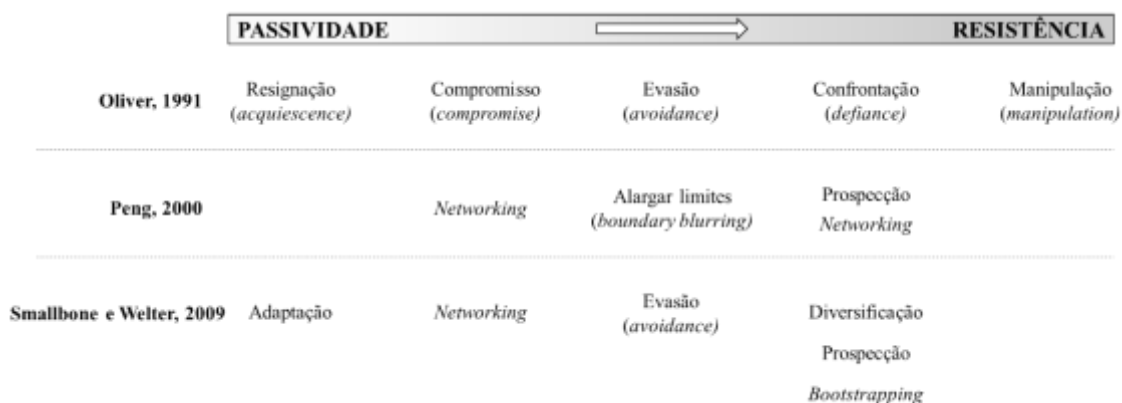 PASSIVIDADE RESISTÊNCIA
Oliver, 1991 Resignação Compromisso Evasão Confrontação Manipulação
(acquiescence) (compromise) (avoidance) (defiance) (manipulation)
Peng, 2000 Networking Alargar limites Prospecção
(boundary blurring) Networking
Smallbone e Welter, 2009 Adaptação Networking Evasão Diversificação
(avoidance)
Prospecção
Bootstrapping